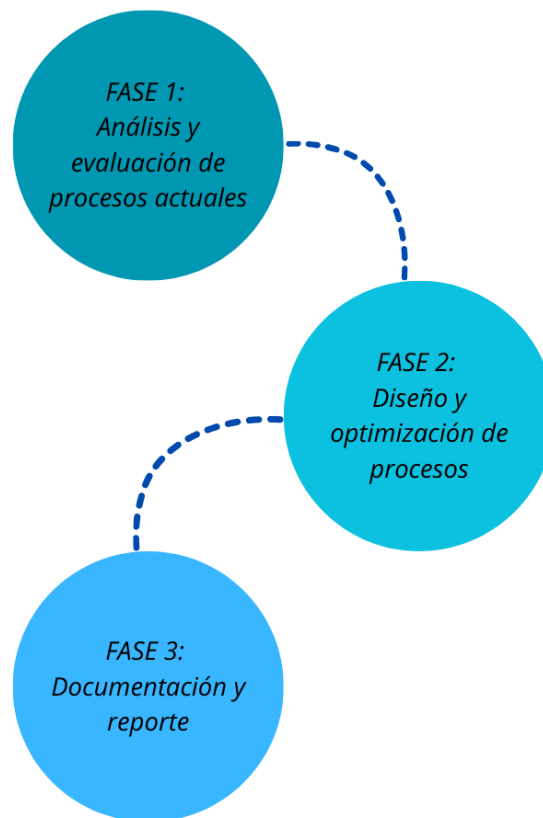 FASE 1:
Análisis y
evaluación de
procesos actuales
FASE 2:
Diseño y
optimización de
procesos
FASE 3:
Documentación y
reporte